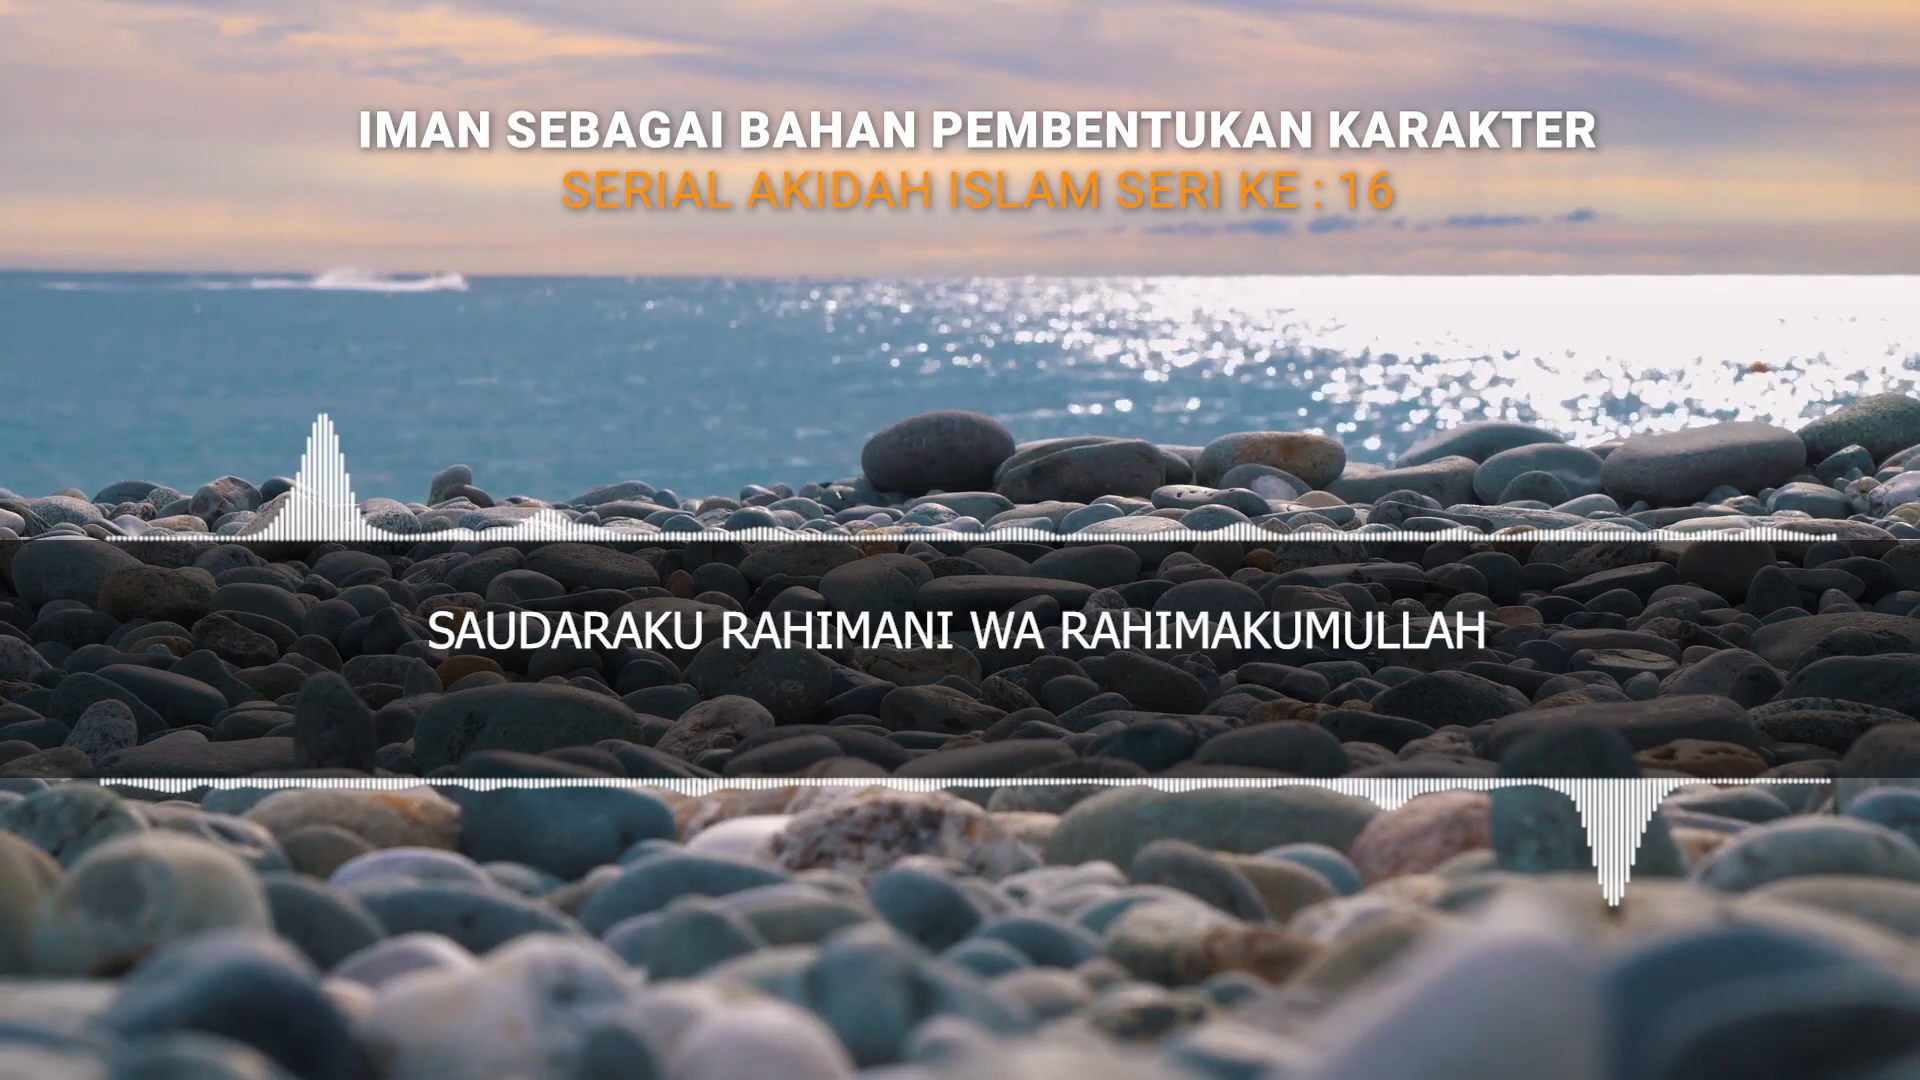 IMAN SEBAGAI BAHAN PEMBENTUKAN KARAKTER
SERIAL AKIDAH ISLAM SERI KE : 16
SAUDARAKU RAHIMANI WA RAHIMAKUMULLAH